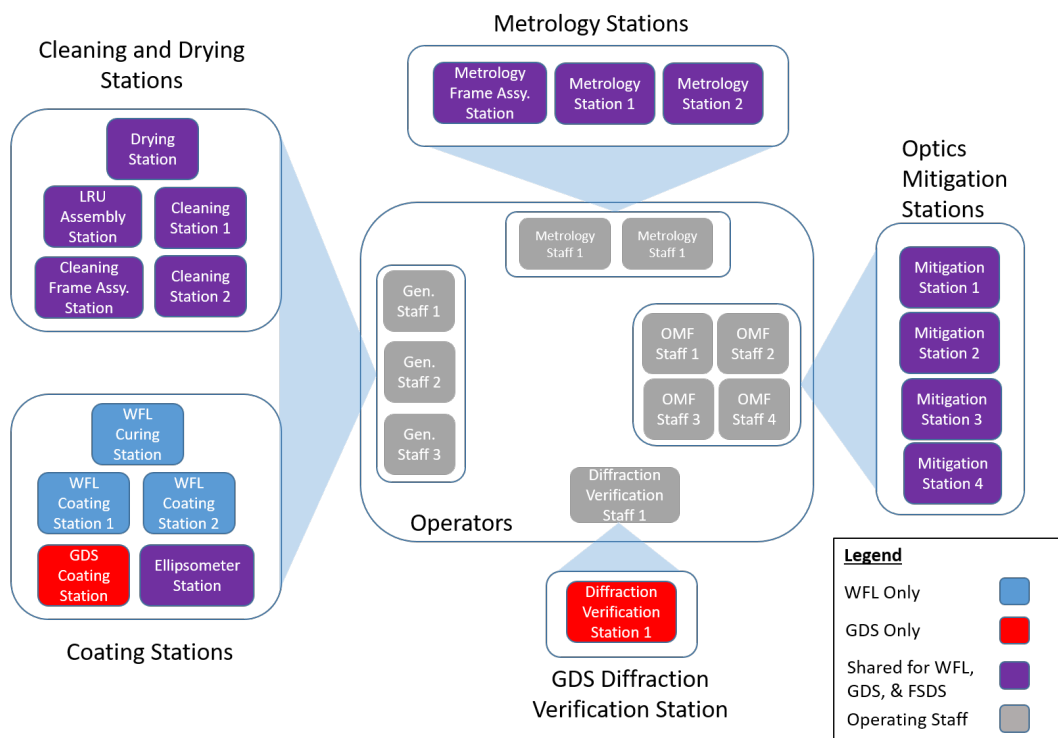 Metrology Stations
Cleaning and Drying
Stations
Metrology
Frame Assy.
Station
Metrology
Station 1
Metrology
Station 2
Drying
Station
LRU
Assembly
Station
Cleaning
Station 1
Cleaning
Frame Assy.
Station
Cleaning
Station 2
Optics
Mitigation
Stations
Metrology
Staff 1
Metrology
Staff 1
Gen.
Staff 1
Gen.
Staff 2
Gen.
Staff 3
OMF
Staff 1
OMF
Staff 2
OMF
Staff 3
OMF
Staff 4
Diffraction
Verification
Staff 1
Operators
Mitigation
Station 1
Mitigation
Station 2
Mitigation
Station 3
Mitigation
Station 4
WFL
Curing
Station
WFL
Coating
Station 1
WFL
Coating
Station 2
GDS
Coating
Station
Ellipsometer
Station
Coating Stations
Diffraction
Verification
Station 1
GDS Diffraction
Verification Station
Legend
WFL Only
GDS Only
Shared for WFL,
GDS, & FSDS
Operating Staff